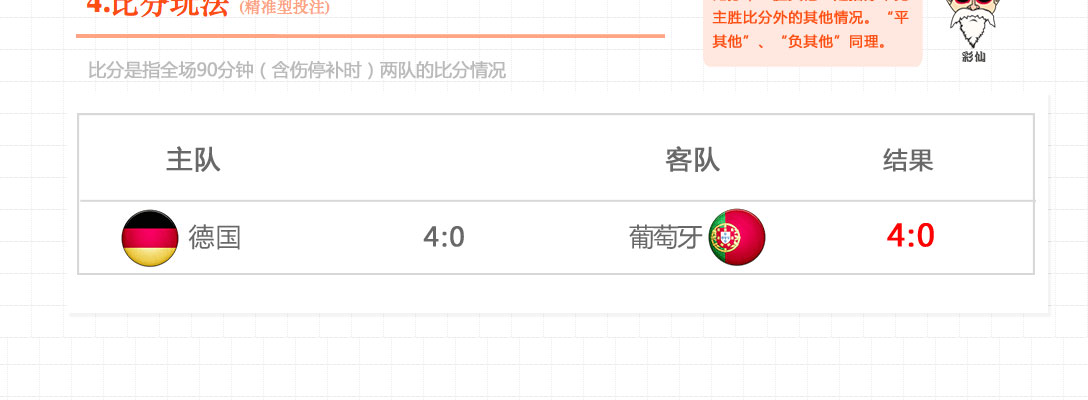 4.比分玩法 (精准型投注)
主胜比分外的其他情况。“平
其他”、“负其他”同理。
彩仙
比分是指全场90分钟（含伤停补时）两队的比分情况
主队 客队 结果
德国 4:0 葡萄牙 4:0